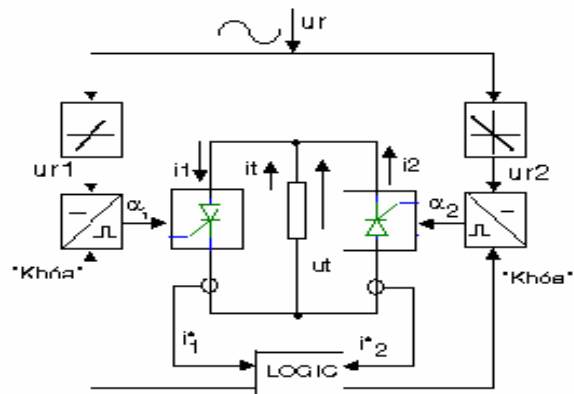 ur
ur1
i1
it
i2
ur2
α1
α2
"Khóa"
ut
"Khóa"
i*1
i*2
LOGIC